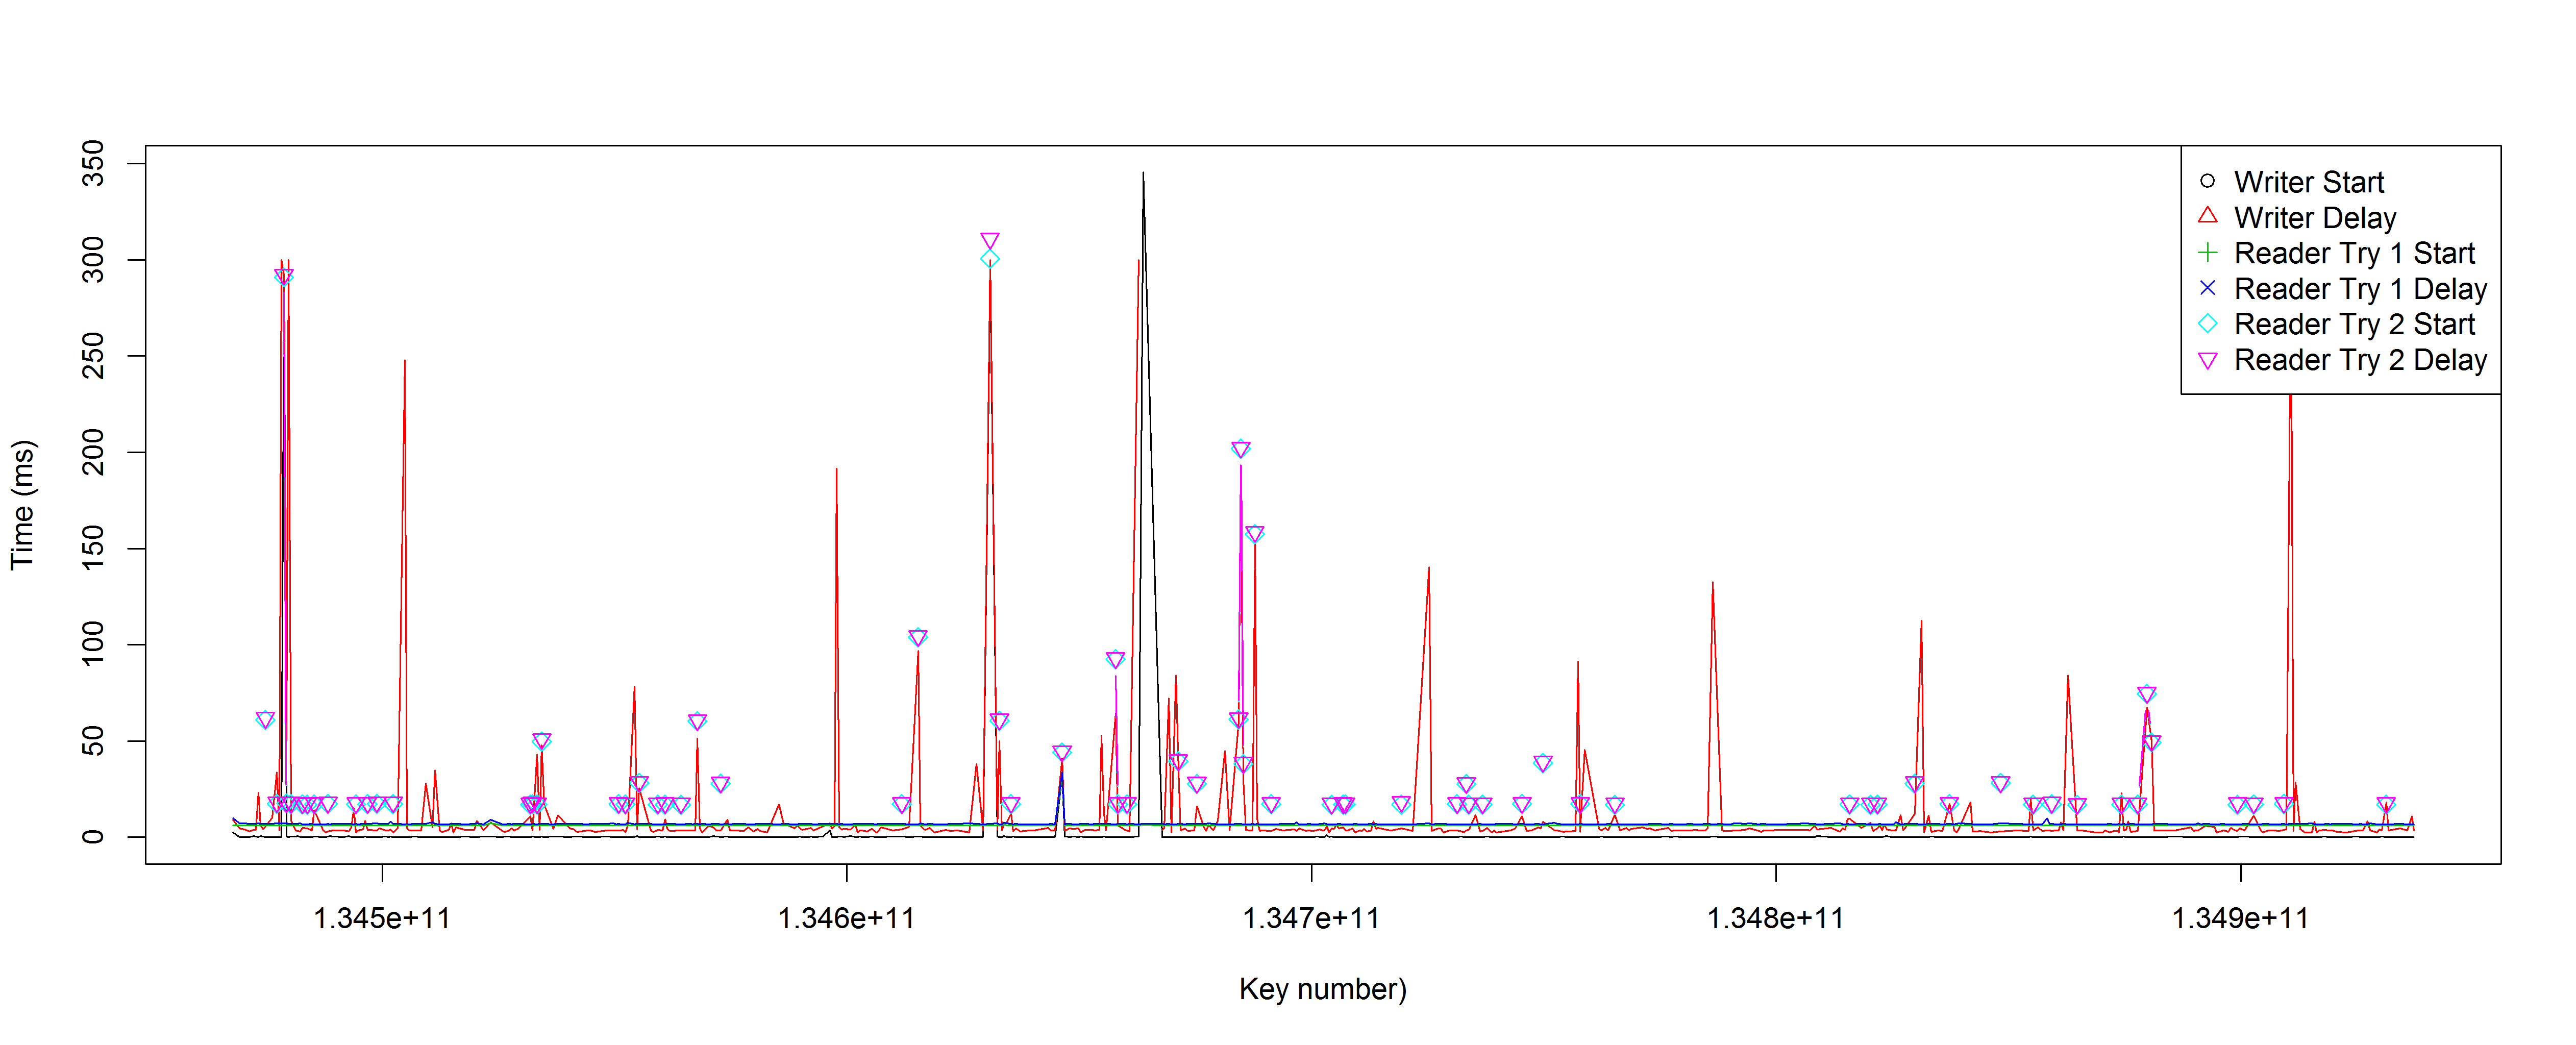 350
300
250
200
150
100
50
0
Time (ms)
Writer Start
Writer Delay
Reader Try 1 Start
Reader Try 1 Delay
Reader Try 2 Start
Reader Try 2 Delay
1.345e+11
1.346e+11
1.347e+11
1.348e+11
1.349e+11
Key number)